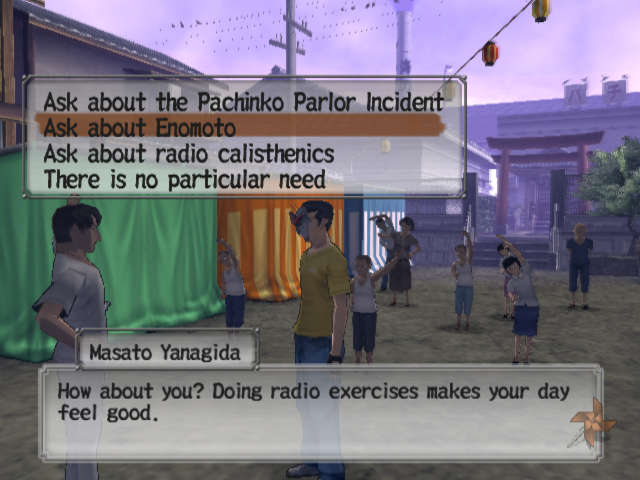 Ask about the Pachinko Parlor Incident
Ask about Enomoto
Ask about radio calisthenics
There is no particular need
Masato Yanagida
How about you? Doing radio exercises makes your day
feel good.